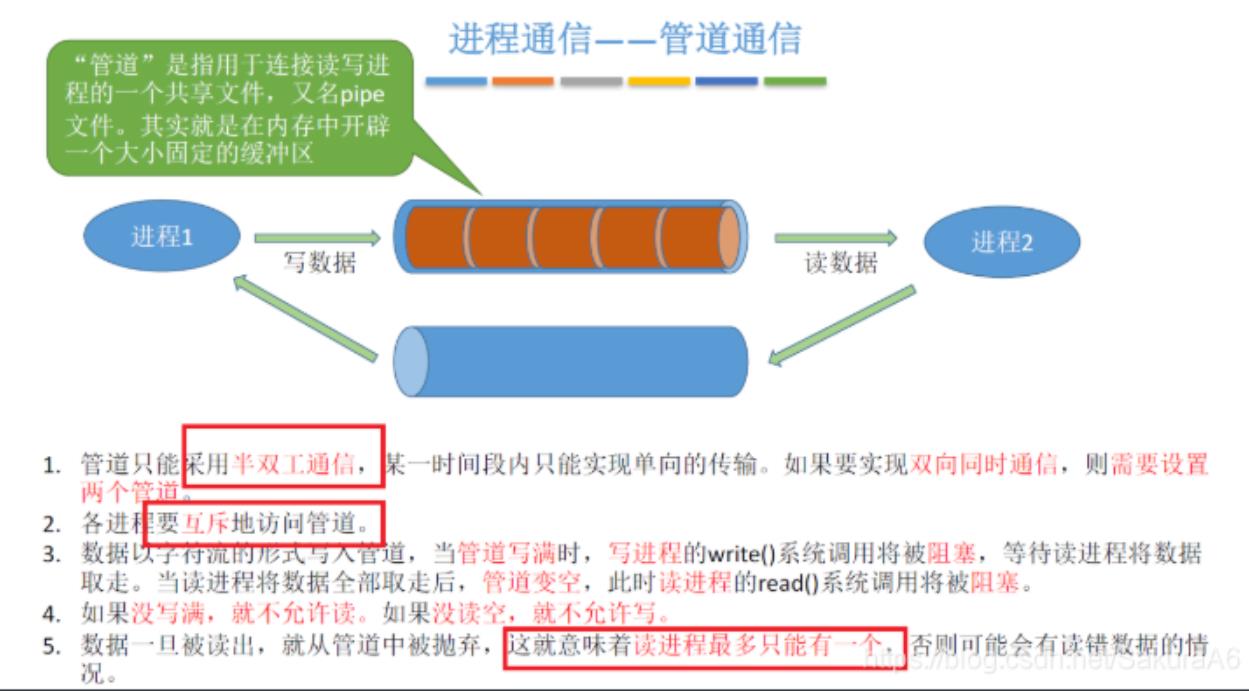 进程通信——管道通信
“管道”是指用于连接读写进
程的一个共享文件，又名pipe
文件。其实就是在内存中开辟
一个大小固定的缓冲区
进程1
写数据
读数据
进程2
1. 管道只能采用半双工通信，某一时间段内只能实现单向的传输。如果要实现双向同时通信，则需要设置
两个管道。
2. 各进程要互斥地访问管道。
3. 数据以字符流的形式写入管道，当管道写满时，写进程的write()系统调用将被阻塞，等待读进程将数据
取走。当读进程将数据全部取走后，管道变空，此时读进程的read()系统调用将被阻塞。
4. 如果没写满，就不允许读。如果没读空，就不允许写。
5. 数据一旦被读出，就从管道中被抛弃，这就意味着读进程最多只能有一个，否则可能会有读错数据的情
况。
https://blog.csdn.net/SakuraA6